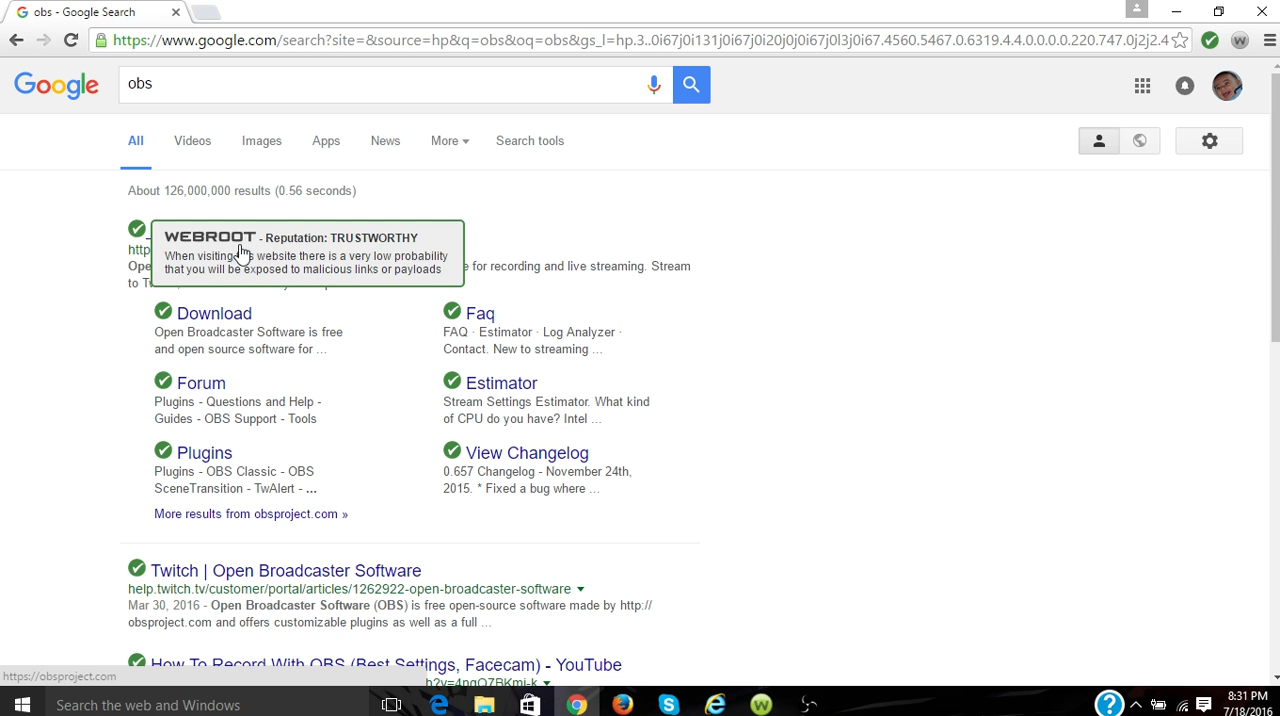 obs - Google Search
https://www.google.com/search?site=&source=hp&q=obs&oq=obs&gs_l=hp.3..0i67j0i131j0i67j0i20j0j0i67j0l3j0i67.4560.5467.0.6319.4.4.0.0.0.0.220.747.0j2j2.4
Google
obs
All Videos Images Apps News More Search tools
About 126,000,000 results (0.56 seconds)
WEBROOT - Reputation: TRUSTWORTHY
http
When visiting website there is a very low probability
that you will be exposed to malicious links or payloads
Ope e for recording and live streaming. Stream
to
Download
Open Broadcaster Software is free
and open source software for ...
Faq
FAQ · Estimator · Log Analyzer ·
Contact. New to streaming ...
Forum
Plugins - Questions and Help -
Guides - OBS Support - Tools
Estimator
Stream Settings Estimator. What kind
of CPU do you have? Intel ...
Plugins
Plugins - OBS Classic - OBS
SceneTransition - TwAlert - ...
View Changelog
0.657 Changelog - November 24th,
2015. * Fixed a bug where ...
More results from obsproject.com »
Twitch | Open Broadcaster Software
help.twitch.tv/customer/portal/articles/1262922-open-broadcaster-software
Mar 30, 2016 - Open Broadcaster Software (OBS) is free open-source software made by http://
obsproject.com and offers customizable plugins as well as a full ...
How To Record With OBS (Best Settings, Facecam) - YouTube
https://obsproject.com
Search the web and Windows
8:31 PM
7/18/2016